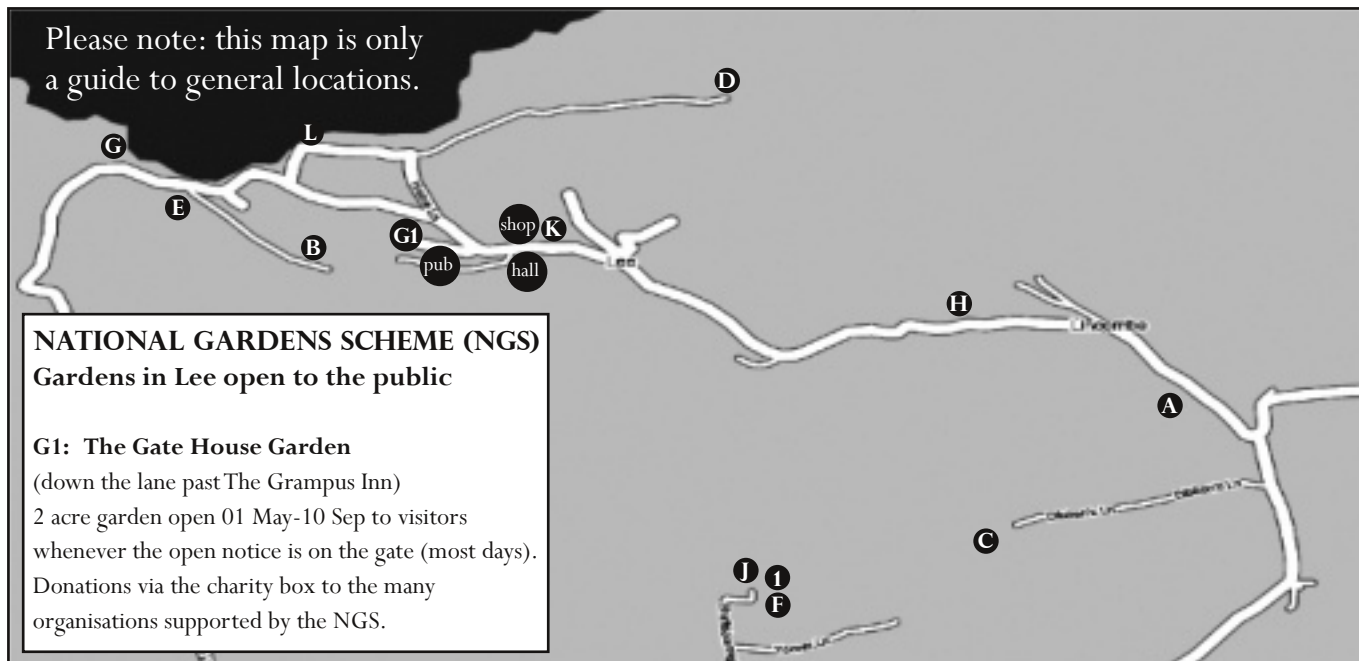 Please note: this map is only
a guide to general locations.
D
L
G
E
B
G1
shop
K
pub
hall
Lee
H
A
C
J
1
F
NATIONAL GARDENS SCHEME (NGS)
Gardens in Lee open to the public
G1: The Gate House Garden
(down the lane past The Grampus Inn)
2 acre garden open 01 May-10 Sep to visitors
whenever the open notice is on the gate (most days).
Donations via the charity box to the many
organisations supported by the NGS.